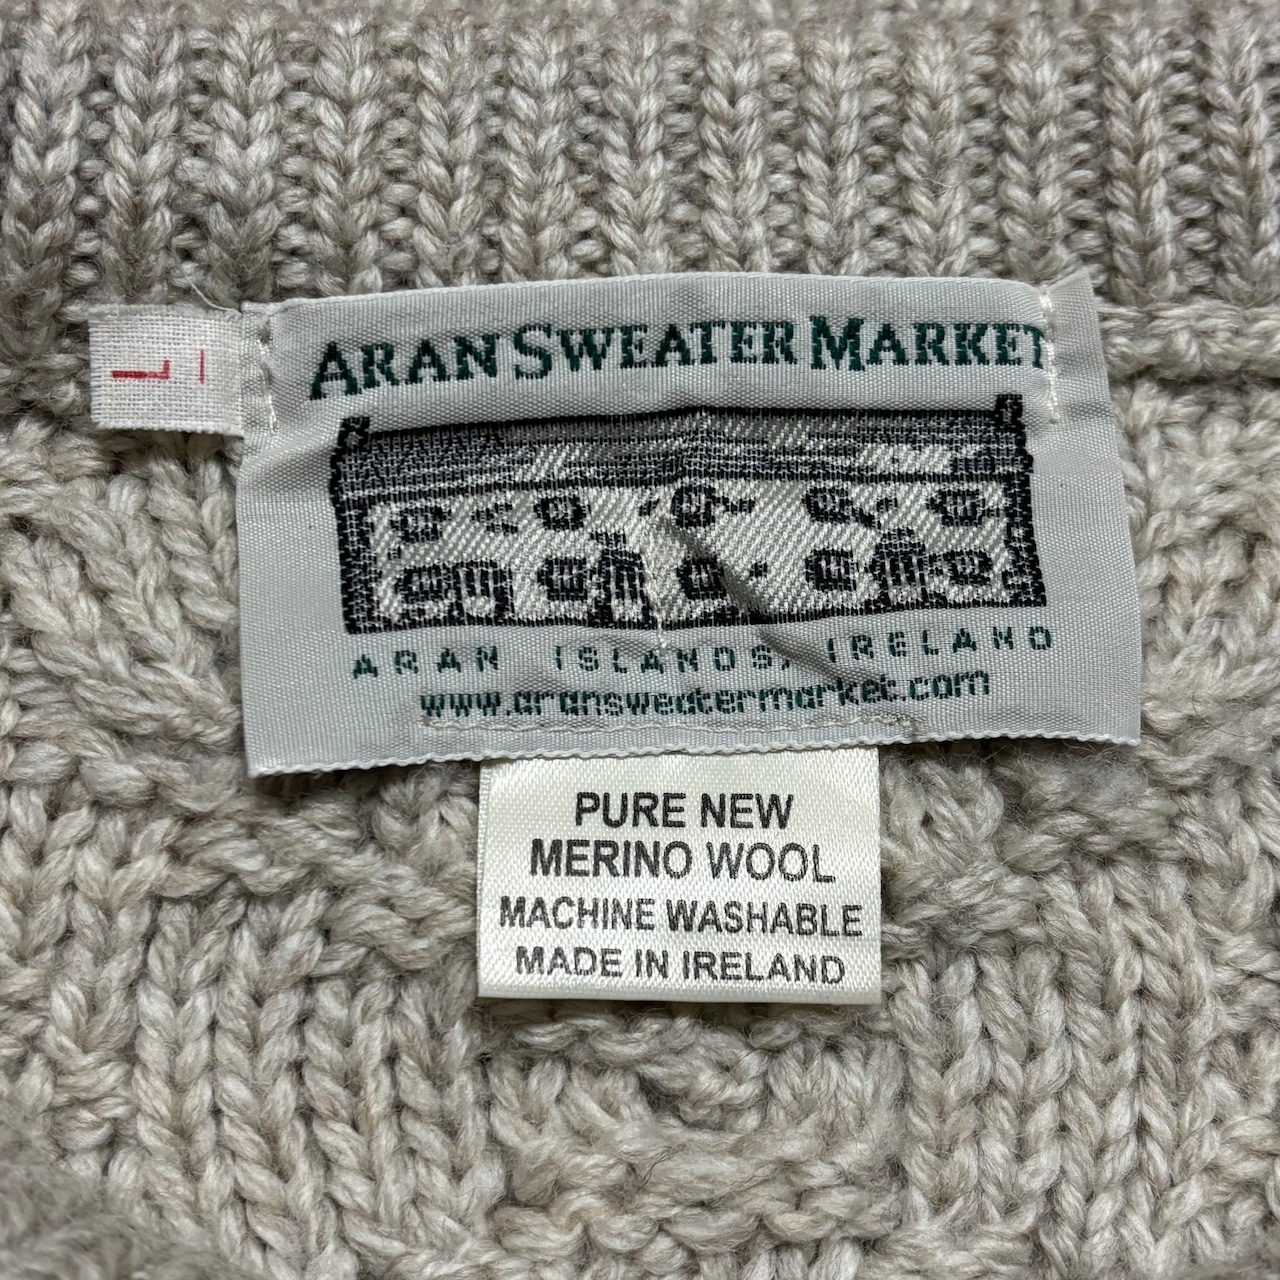 L
ARAN SWEATER MARKET
ARAN ISLANDS, IRELAND
www.aransweatermarket.com
PURE NEW
MERINO WOOL
MACHINE WASHABLE
MADE IN IRELAND